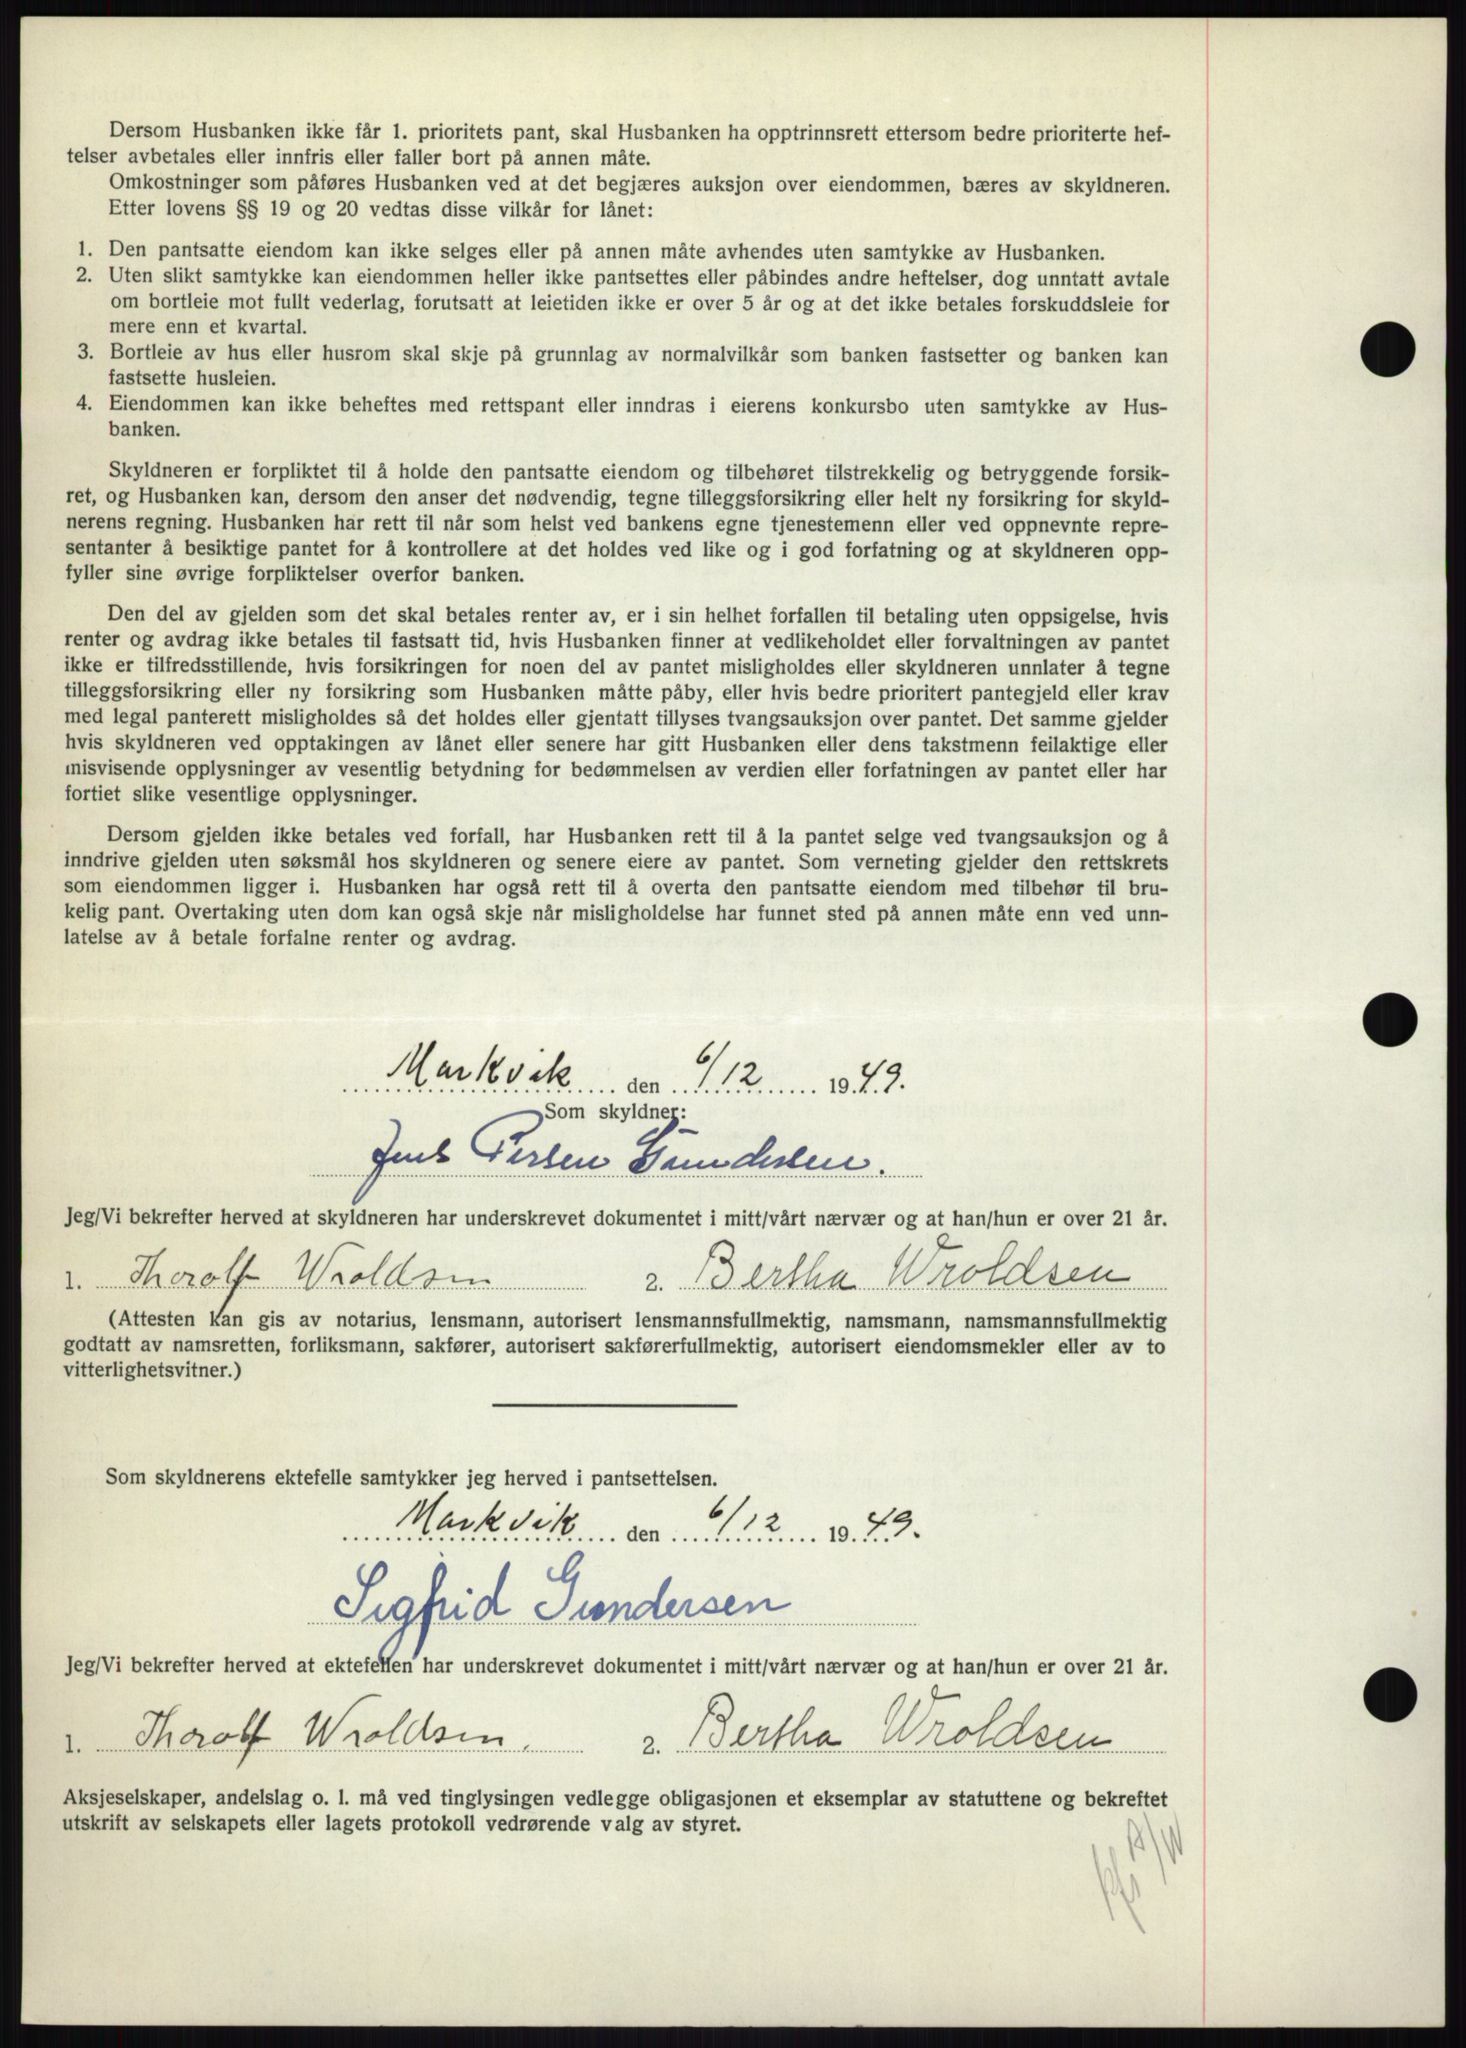 Dersom Husbanken ikke får 1. prioritets pant, skal Husbanken ha opptrinnsrett ettersom bedre prioriterte hef-
telser avbetales eller innfris eller faller bort på annen måte.
Omkostninger som påføres Husbanken ved at det begjæres auksjon over eiendommen, bæres av skyldneren.
Etter lovens §§ 19 og 20 vedtas disse vilkår for lånet:
1. Den pantsatte eiendom kan ikke selges eller på annen måte avhendes uten samtykke av Husbanken.
2. Uten slikt samtykke kan eiendommen heller ikke pantsettes eller påbindes andre heftelser, dog unntatt avtale
om bortleie mot fullt vederlag, forutsatt at leietiden ikke er over 5 år og at det ikke betales forskuddsleie for
mere enn et kvartal.
3. Bortleie av hus eller husrom skal skje på grunnlag av normalvilkår som banken fastsetter og banken kan
fastsette husleien.
4. Eiendommen kan ikke beheftes med rettspant eller inndras i eierens konkursbo uten samtykke av Hus-
banken.
Skyldneren er forpliktet til å holde den pantsatte eiendom og tilbehøret tilstrekkelig og betryggende forsik-
ret, og Husbanken kan, dersom den anser det nødvendig, tegne tilleggsforsikring eller helt ny forsikring for skyld-
nerens regning. Husbanken har rett til når som helst ved bankens egne tjenestemenn eller ved oppnevnte repre-
sentanter å besiktige pantet for å kontrollere at det holdes ved like og i god forfatning og at skyldneren opp-
fyller sine øvrige forpliktelser overfor banken.
Den del av gjelden som det skal betales renter av, er i sin helhet forfallen til betaling uten oppsigelse, hvis
renter og avdrag ikke betales til fastsatt tid, hvis Husbanken finner at vedlikeholdet eller forvaltningen av pantet
ikke er tilfredsstillende, hvis forsikringen for noen del av pantet misligholdes eller skyldneren unnlater å tegne
tilleggsforsikring eller ny forsikring som Husbanken måtte påby, eller hvis bedre prioritert pantegjeld eller krav
med legal panterett misligholdes så det holdes eller gjentatt tillyses tvangsauksjon over pantet. Det samme gjelder
hvis skyldneren ved opptakingen av lånet eller senere har gitt Husbanken eller dens takstmenn feilaktige eller
misvisende opplysninger av vesentlig betydning for bedømmelsen av verdien eller forfatningen av pantet eller har
fortiet slike vesentlige opplysninger.
Dersom gjelden ikke betales ved forfall, har Husbanken rett til å la pantet selge ved tvangsauksjon og å
inndrive gjelden uten søksmål hos skyldneren og senere eiere av pantet. Som verneting gjelder den rettskrets
som eiendommen ligger i. Husbanken har også rett til å overta den pantsatte eiendom med tilbehør til bru-
kelig pant. Overtaking uten dom kan også skje når misligholdelse har funnet sted på annen måte enn ved unn-
latelse av å betale forfalne renter og avdrag.
Markvik den 6/12 1949.
Som skyldner:
Jens Persen Gundersen.
Jeg/Vi bekrefter herved at skyldneren har underskrevet dokumentet i mitt/vårt nærvær og at han/hun er over 21 år.
1. Thorolf Wroldsen 2. Bertha Wroldsen
(Attesten kan gis av notarius, lensmann, autorisert lensmannsfullmektig, namsmann, namsmannsfullmektig
godtatt av namsretten, forliksmann, sakfører, autorisert sakførerfullmektig, autorisert eiendomsmekler eller av to
vitterlighetsvitner.)
Som skyldnerens ektefelle samtykker jeg herved i pantsettelsen.
Markvik den 6/12 1949.
Sigfrid Gundersen
Jeg/Vi bekrefter herved at ektefellen har underskrevet dokumentet i mitt/vårt nærvær og at han/hun er over 21 år.
1. Thorolf Wroldsen. 2. Bertha Wroldsen
Aksjeselskaper, andelslag o. l. må ved tinglysingen vedlegge obligasjonen et eksemplar av statuttene og bekreftet
utskrift av selskapets eller lagets protokoll vedrørende valg av styret.